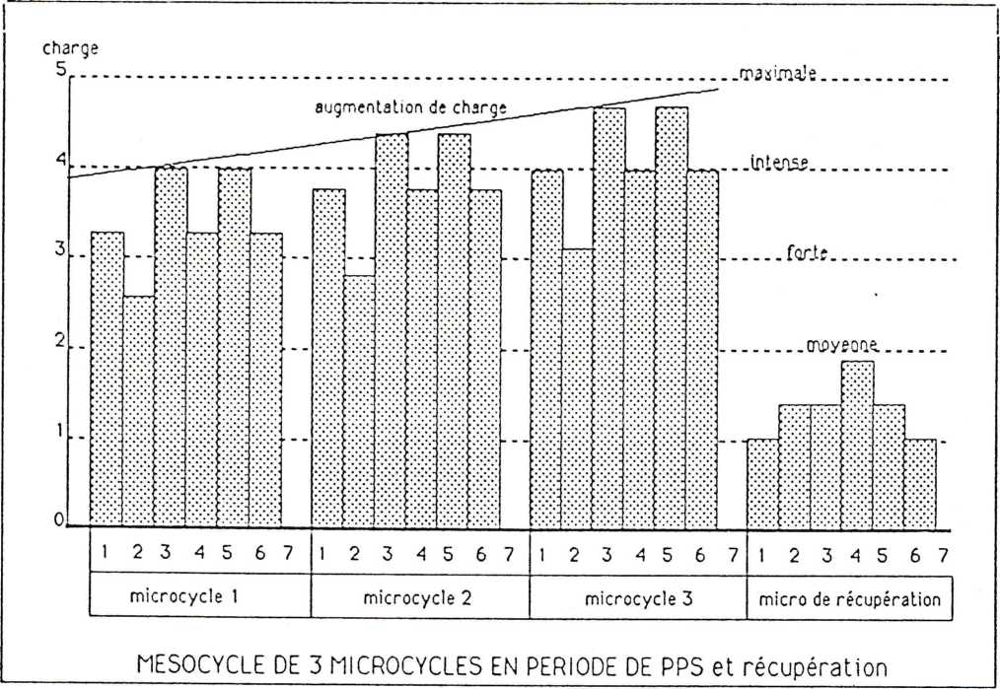 charge
5
maximale
augmentation de charge
4
intense
3
forte
2
moyenne
1
0
1 2 3 4 5 6 7 1 2 3 4 5 6 7 1 2 3 4 5 6 7 1 2 3 4 5 6 7
microcycle 1 microcycle 2 microcycle 3 micro de récupération
MESOCYCLE DE 3 MICROCYCLES EN PERIODE DE PPS et récupération